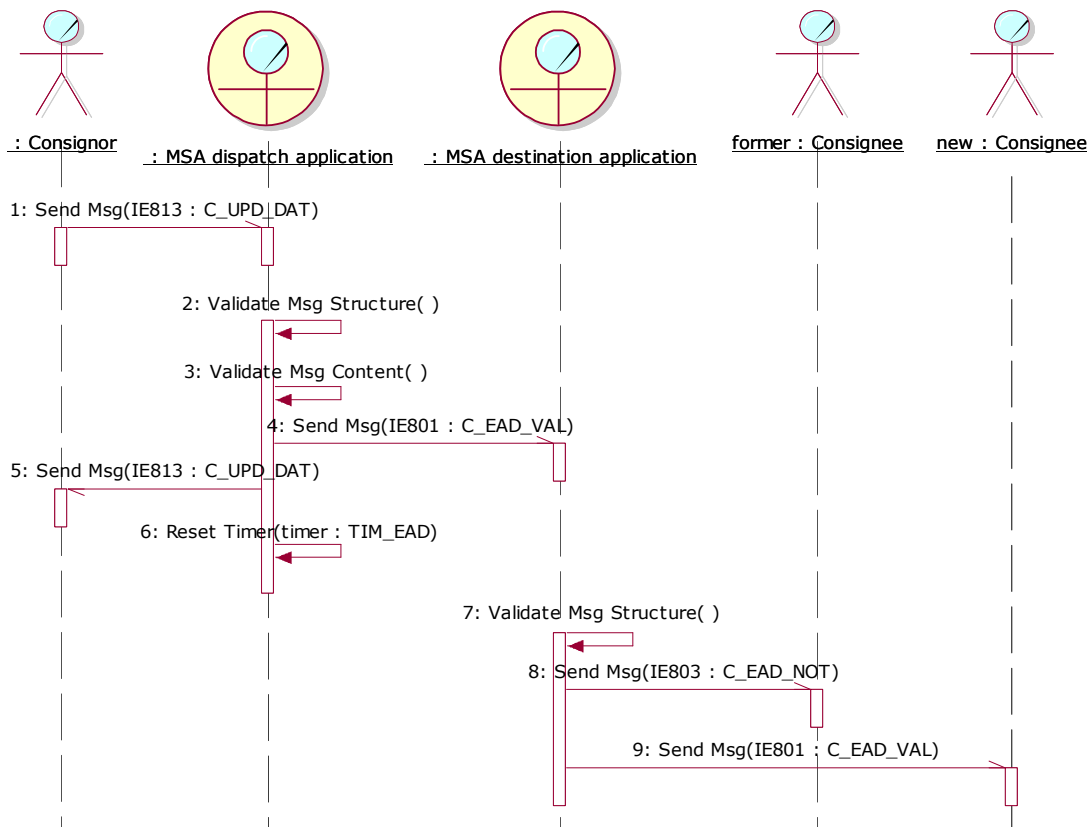 : Consignor
: MSA dispatch application
: MSA destination application
former : Consignee
new : Consignee
1: Send Msg(IE813 : C_UPD_DAT)
2: Validate Msg Structure( )
3: Validate Msg Content( )
4: Send Msg(IE801 : C_EAD_VAL)
5: Send Msg(IE813 : C_UPD_DAT)
6: Reset Timer(timer : TIM_EAD)
7: Validate Msg Structure( )
8: Send Msg(IE803 : C_EAD_NOT)
9: Send Msg(IE801 : C_EAD_VAL)